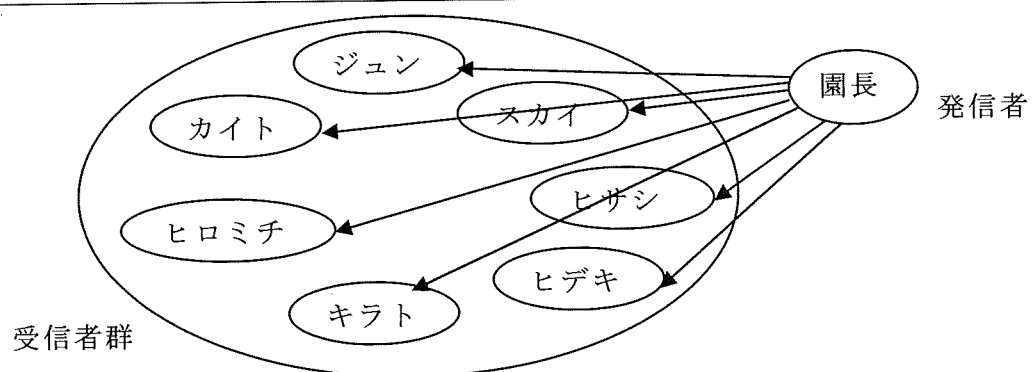 ジュン
園長
発信者
カイト
スカイ
ヒサシ
ヒロミチ
ヒデキ
キラト
受信者群